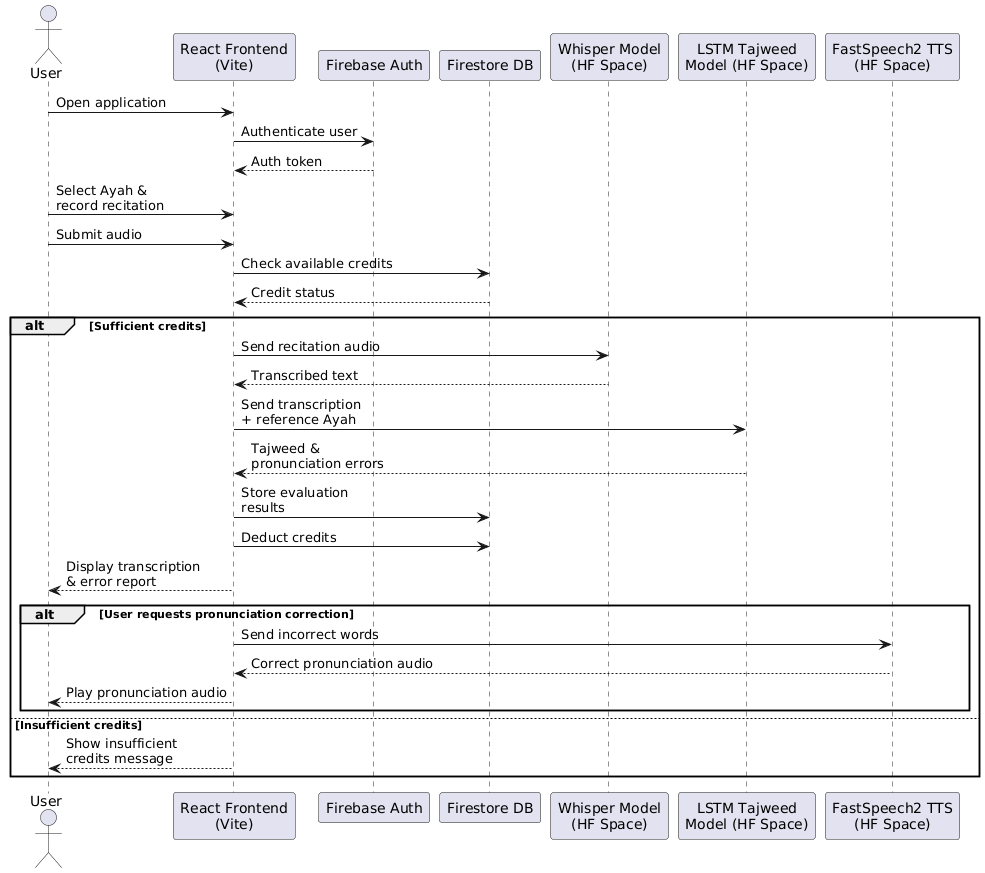 User
React Frontend
(Vite)
Firebase Auth
Firestore DB
Whisper Model
(HF Space)
LSTM Tajweed
Model (HF Space)
FastSpeech2 TTS
(HF Space)
Open application
Authenticate user
Auth token
Select Ayah &
record recitation
Submit audio
Check available credits
Credit status
alt
[Sufficient credits]
Send recitation audio
Transcribed text
Send transcription
+ reference Ayah
Tajweed &
pronunciation errors
Store evaluation
results
Deduct credits
Display transcription
& error report
alt
[User requests pronunciation correction]
Send incorrect words
Correct pronunciation audio
Play pronunciation audio
[Insufficient credits]
Show insufficient
credits message
User
React Frontend
(Vite)
Firebase Auth
Firestore DB
Whisper Model
(HF Space)
LSTM Tajweed
Model (HF Space)
FastSpeech2 TTS
(HF Space)